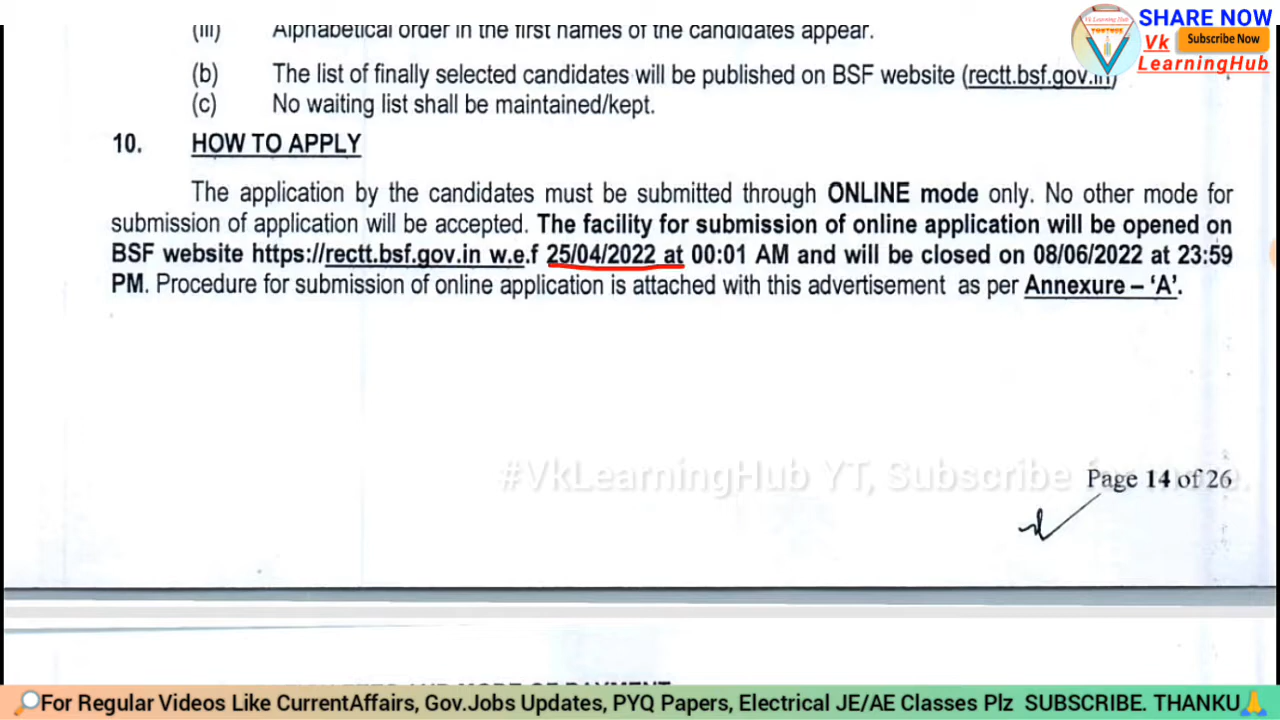 (iii) Alphabetical order in the first names of the candidates appear.
SHARE NOW
Vk Learning Hub
Vk Subscribe Now
LearningHub
(b) The list of finally selected candidates will be published on BSF website (rectt.bsf.gov.in)
(c) No waiting list shall be maintained/kept.
10. HOW TO APPLY
The application by the candidates must be submitted through ONLINE mode only. No other mode for
submission of application will be accepted. The facility for submission of online application will be opened on
BSF website https://rectt.bsf.gov.in w.e.f 25/04/2022 at 00:01 AM and will be closed on 08/06/2022 at 23:59
PM. Procedure for submission of online application is attached with this advertisement as per Annexure – ‘A’.
#VkLearningHub YT, Subscribe for more.
Page 14 of 26
AND MODE OF PAYMENT
🔎For Regular Videos Like CurrentAffairs, Gov.Jobs Updates, PYQ Papers, Electrical JE/AE Classes Plz SUBSCRIBE. THANKU🙏